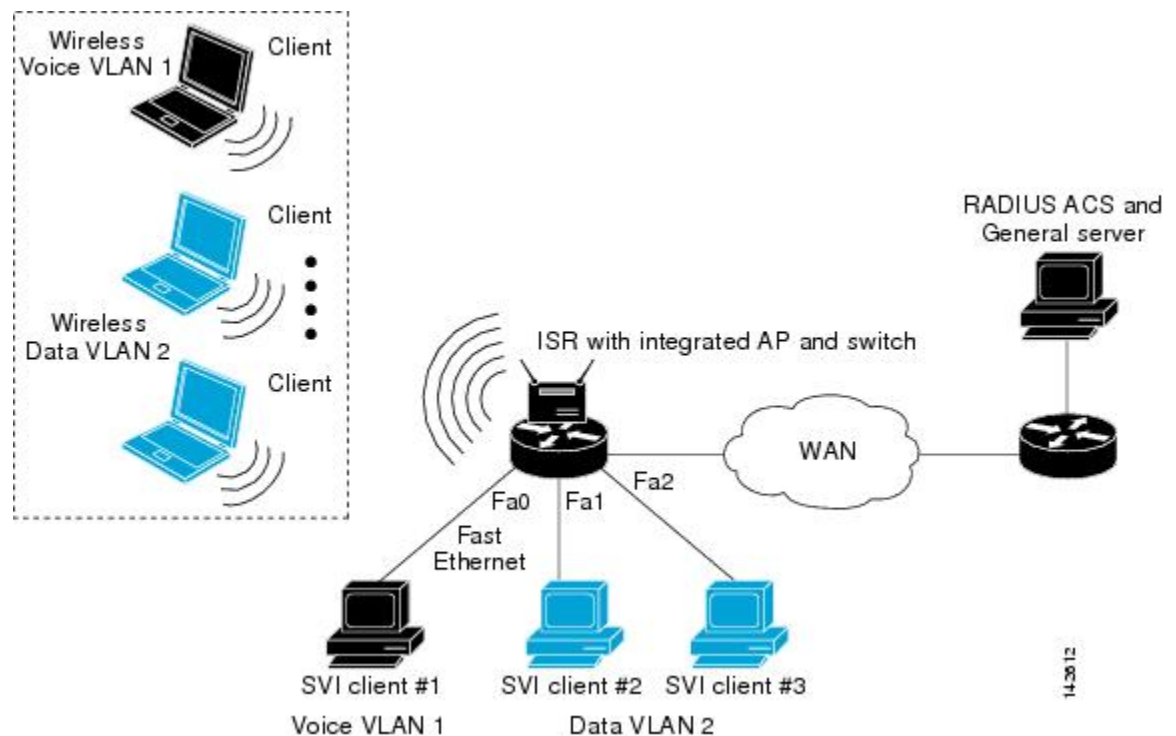 Wireless
Voice VLAN 1
Client
Client
Wireless
Data VLAN 2
Client
RADIUS ACS and
General server
ISR with integrated AP and switch
WAN
Fa0
Fa1
Fa2
Fast
Ethernet
SVI client #1
SVI client #2
SVI client #3
Voice VLAN 1
Data VLAN 2
142612